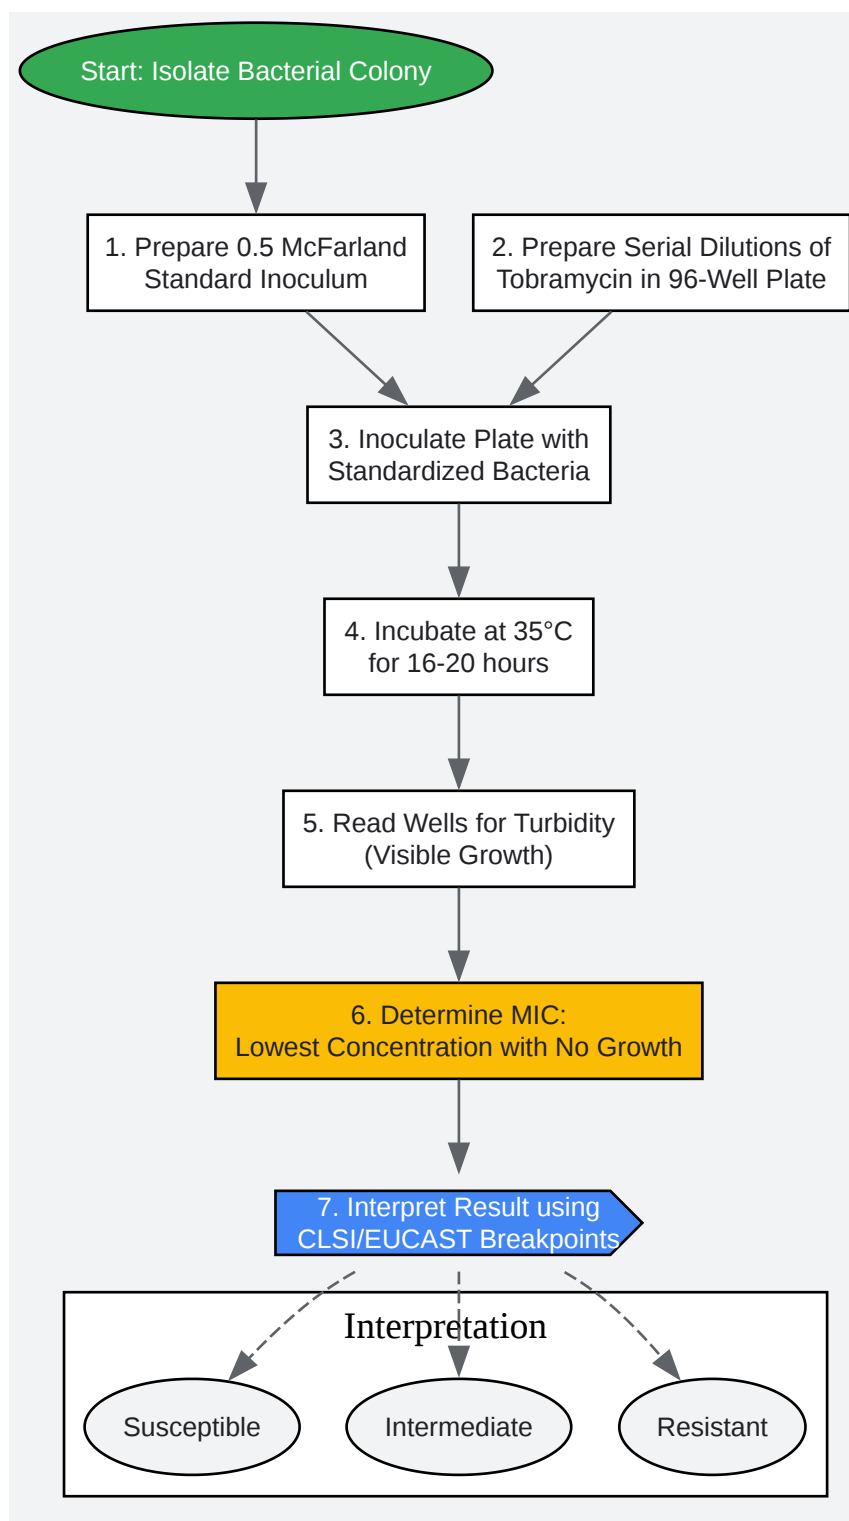 Start: Isolate Bacterial Colony
1. Prepare 0.5 McFarland
Standard Inoculum
2. Prepare Serial Dilutions of
Tobramycin in 96-Well Plate
3. Inoculate Plate with
Standardized Bacteria
4. Incubate at 35°C
for 16-20 hours
5. Read Wells for Turbidity
(Visible Growth)
6. Determine MIC:
Lowest Concentration with No Growth
7. Interpret Result using
CLSI/EUCAST Breakpoints
Interpretation
Susceptible
Intermediate
Resistant